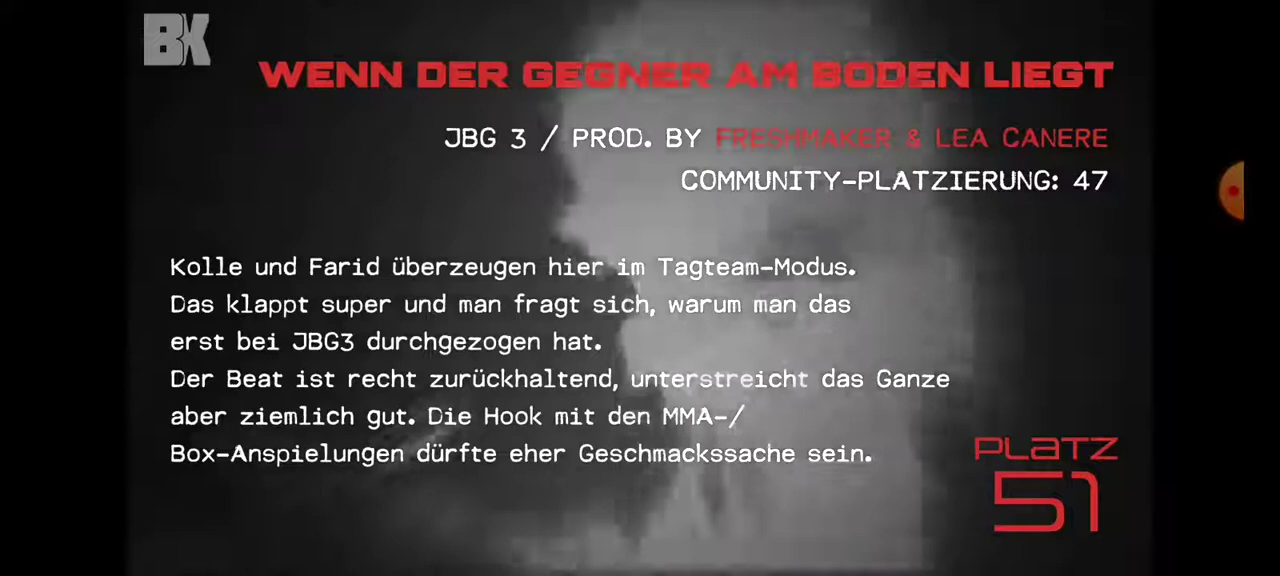 BK
WENN DER GEGNER AM BODEN LIEGT
JBG 3 / PROD. BY FRESHMAKER & LEA CANERE
COMMUNITY-PLATZIERUNG: 47
Kolle und Farid überzeugen hier im Tagteam-Modus.
Das klappt super und man fragt sich, warum man das
erst bei JBG3 durchgezogen hat.
Der Beat ist recht zurückhaltend, unterstreicht das Ganze
aber ziemlich gut. Die Hook mit den MMA-/
Box-Anspielungen dürfte eher Geschmackssache sein.
PLATZ
51